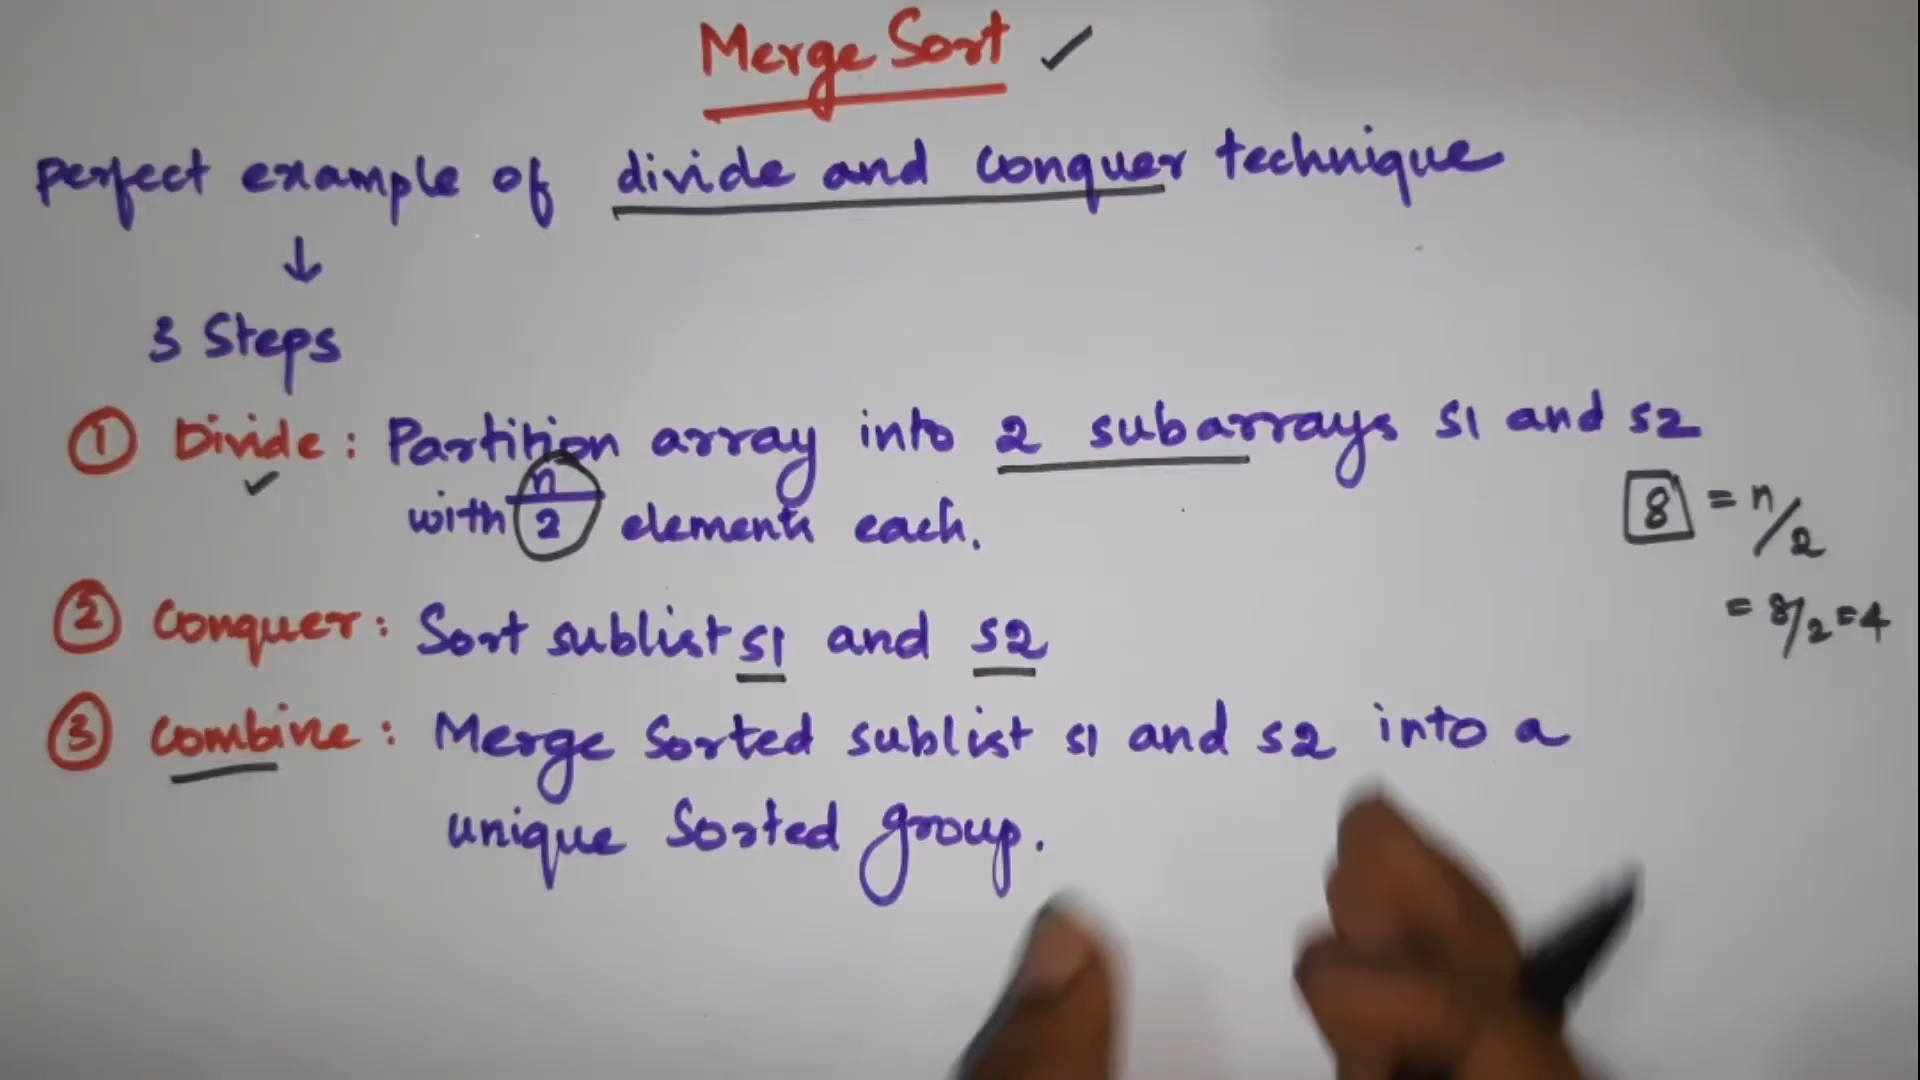 Merge Sort ✓
perfect example of divide and conquer technique
↓
3 Steps
① Divide: Partition array into 2 subarrays s1 and s2
with n/2 elements each.
8 = n/2
= 8/2 = 4
② Conquer: Sort sublist s1 and s2
③ Combine: Merge Sorted sublist s1 and s2 into a
unique Sorted group.